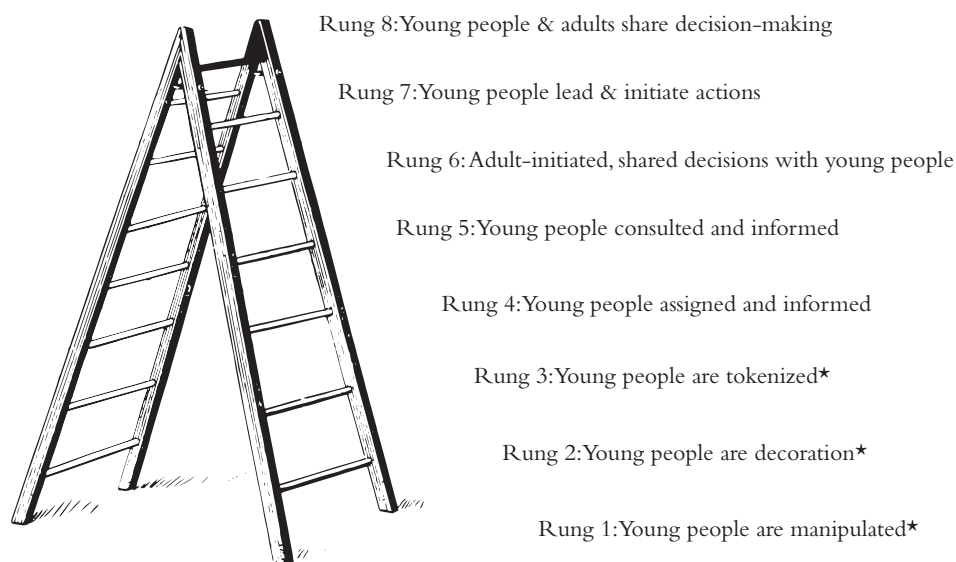 Rung 8:Young people & adults share decision-making
Rung 7:Young people lead & initiate actions
Rung 6: Adult-initiated, shared decisions with young people
Rung 5:Young people consulted and informed
Rung 4:Young people assigned and informed
Rung 3:Young people are tokenized★
Rung 2:Young people are decoration★
Rung 1:Young people are manipulated★